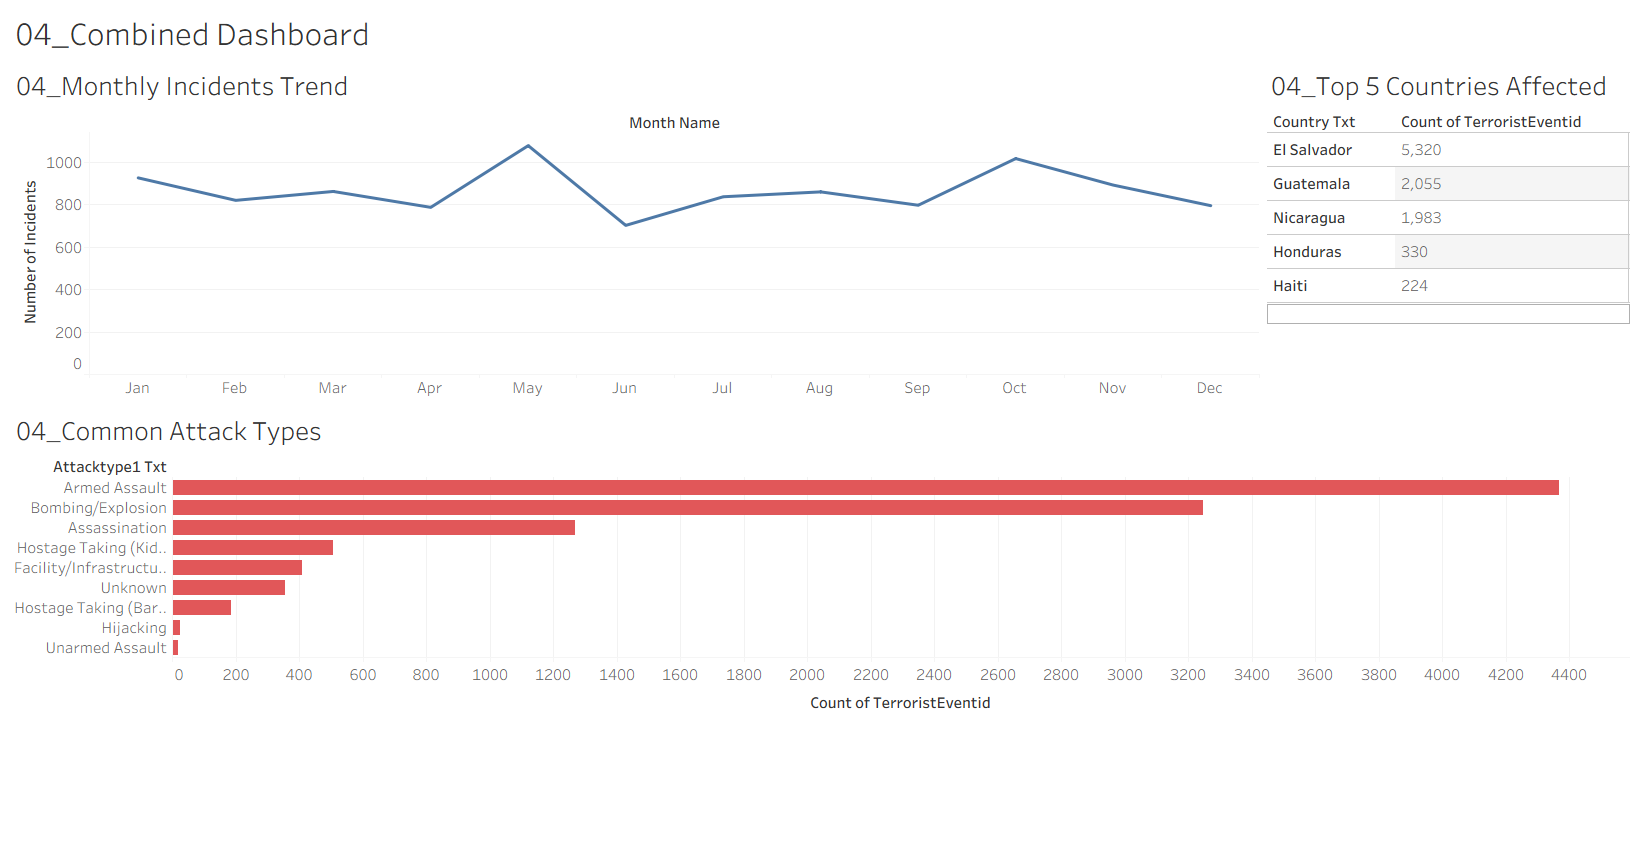 04_Combined Dashboard
04_Monthly Incidents Trend
Month Name
Number of Incidents
1000
800
600
400
200
0
Jan Feb Mar Apr May Jun Jul Aug Sep Oct Nov Dec
04_Top 5 Countries Affected
Country Txt Count of TerroristEventid
El Salvador 5,320
Guatemala 2,055
Nicaragua 1,983
Honduras 330
Haiti 224
04_Common Attack Types
Attacktype1 Txt
Armed Assault
Bombing/Explosion
Assassination
Hostage Taking (Kid..
Facility/Infrastructu..
Unknown
Hostage Taking (Bar..
Hijacking
Unarmed Assault
0 200 400 600 800 1000 1200 1400 1600 1800 2000 2200 2400 2600 2800 3000 3200 3400 3600 3800 4000 4200 4400
Count of TerroristEventid